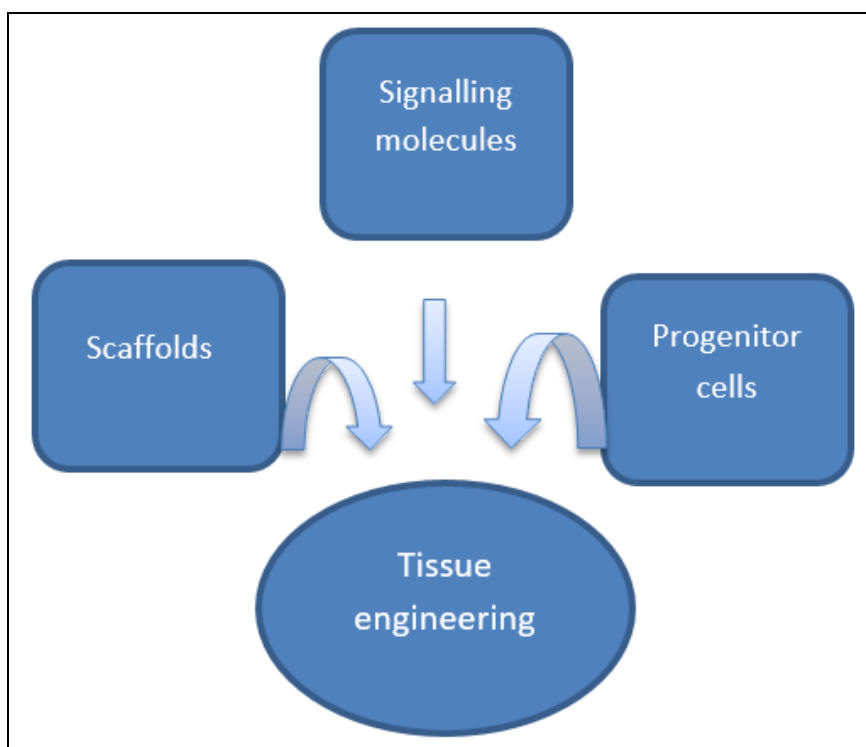 Signalling
molecules
Scaffolds
Progenitor
cells
Tissue
engineering